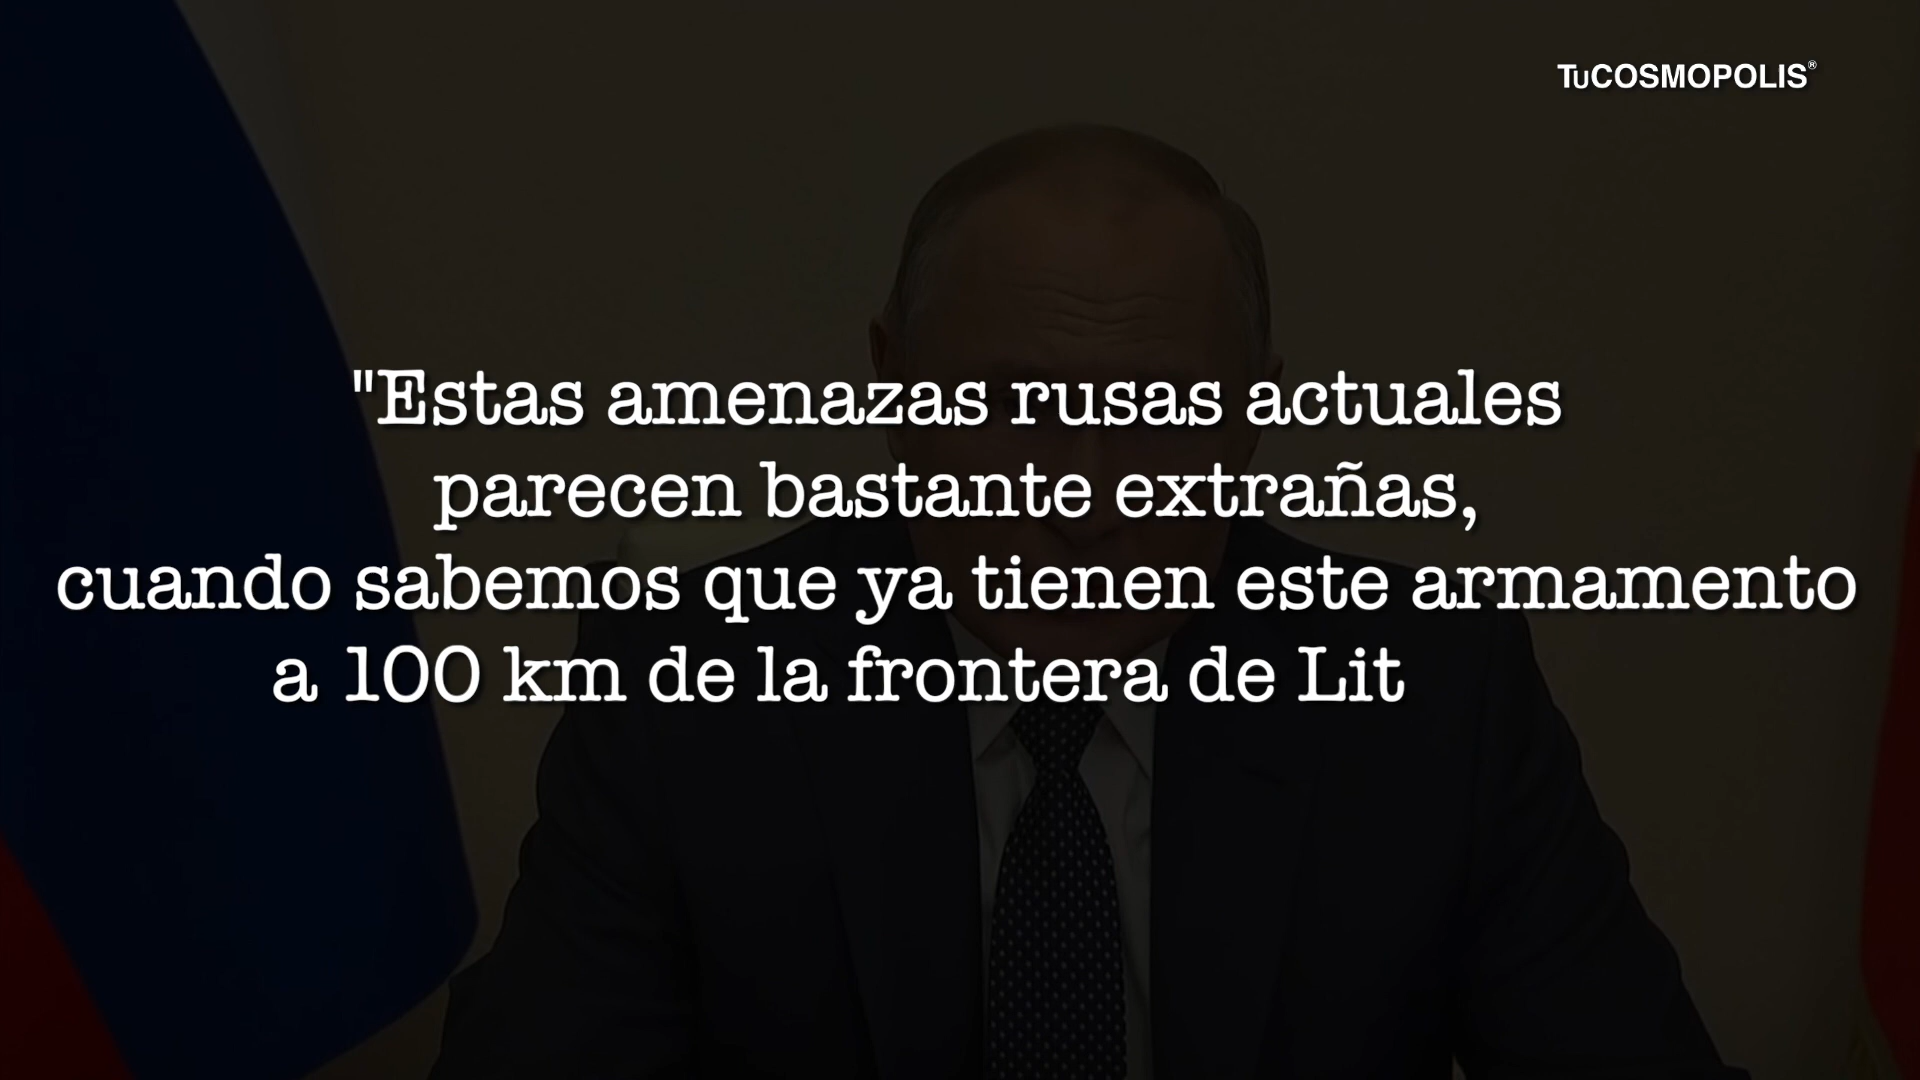 TuCOSMOPOLIS®
"Estas amenazas rusas actuales
parecen bastante extrañas,
cuando sabemos que ya tienen este armamento
a 100 km de la frontera de Lit